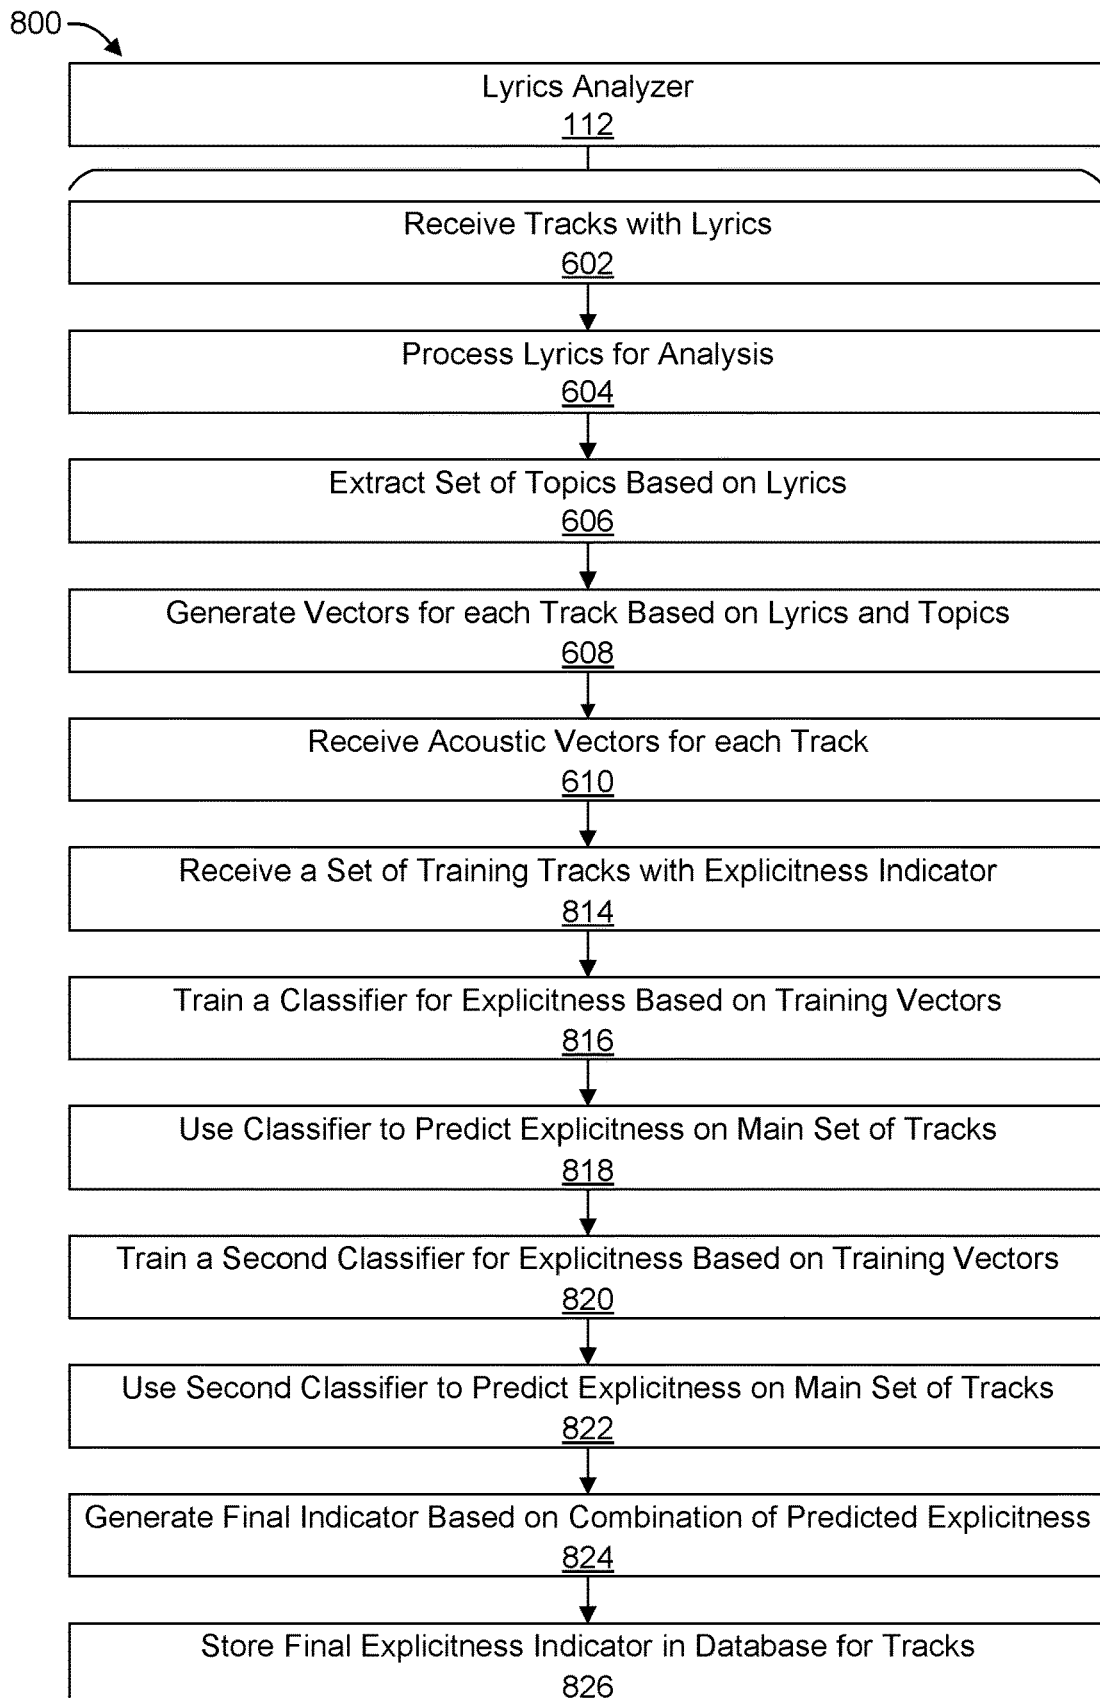 800
Lyrics Analyzer
112
Receive Tracks with Lyrics
602
Process Lyrics for Analysis
604
Extract Set of Topics Based on Lyrics
606
Generate Vectors for each Track Based on Lyrics and Topics
608
Receive Acoustic Vectors for each Track
610
Receive a Set of Training Tracks with Explicitness Indicator
814
Train a Classifier for Explicitness Based on Training Vectors
816
Use Classifier to Predict Explicitness on Main Set of Tracks
818
Train a Second Classifier for Explicitness Based on Training Vectors
820
Use Second Classifier to Predict Explicitness on Main Set of Tracks
822
Generate Final Indicator Based on Combination of Predicted Explicitness
824
Store Final Explicitness Indicator in Database for Tracks
826